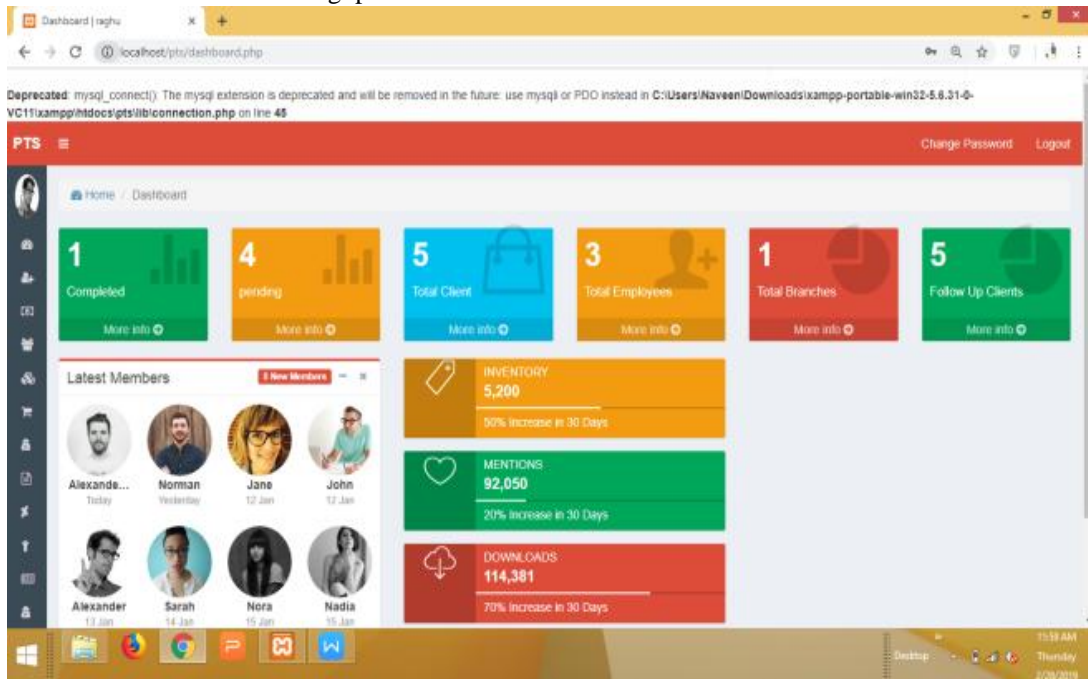 Dashboard | raghu
localhost/pts/dashboard.php
Deprecated: mysql_connect(): The mysql extension is deprecated and will be removed in the future: use mysqli or PDO instead in C:\Users\Naveen\Downloads\xampp-portable-win32-5.6.31-0-
VC11\xampp\htdocs\pts\lib\connection.php on line 45
PTS Change Password Logout
Home / Dashboard
1 4 5 3 1 5
Completed pending Total Client Total Employees Total Branches Follow Up Clients
More info More info More info More info More info More info
Latest Members 8 New Members
Alexande... Norman Jane John
Today Yesterday 12 Jan 12 Jan
Alexander Sarah Nora Nadia
13 Jan 14 Jan 15 Jan 15 Jan
INVENTORY
5,200
50% Increase in 30 Days
MENTIONS
92,050
20% Increase in 30 Days
DOWNLOADS
114,381
70% Increase in 30 Days
Desktop
11:59 AM
Thursday
2/28/2019